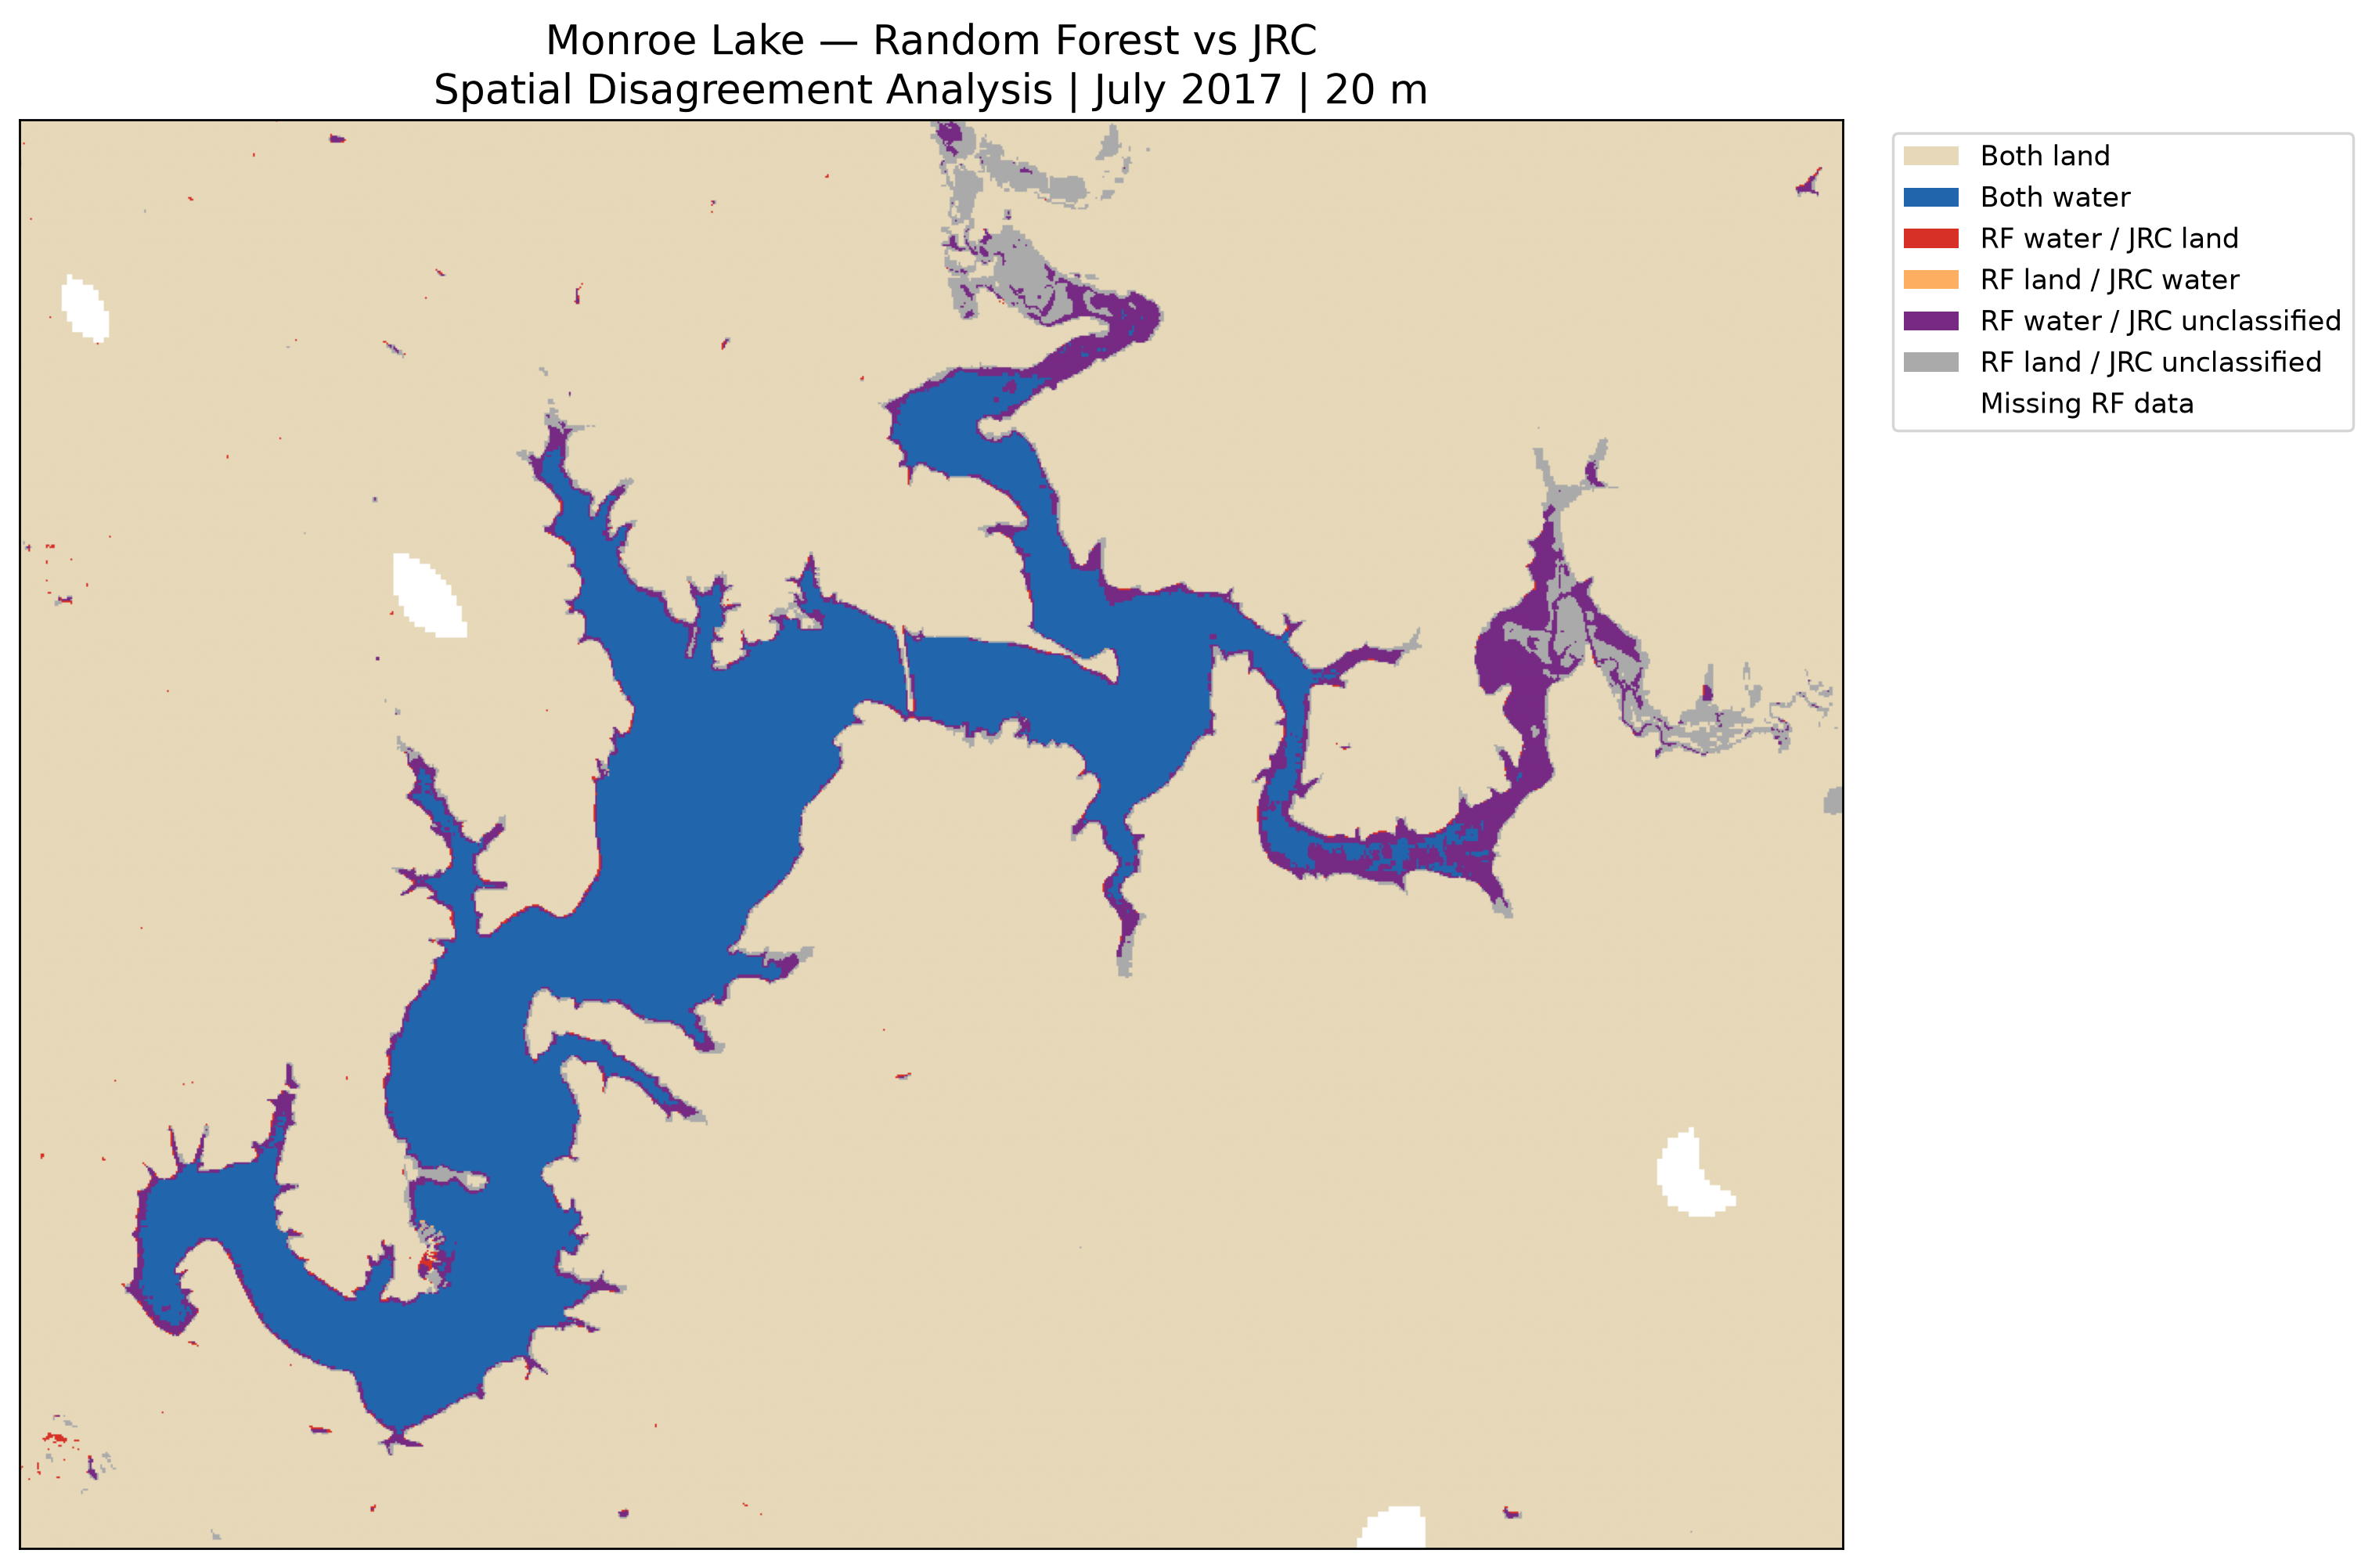 Monroe Lake — Random Forest vs JRC
Spatial Disagreement Analysis | July 2017 | 20 m
Both land
Both water
RF water / JRC land
RF land / JRC water
RF water / JRC unclassified
RF land / JRC unclassified
Missing RF data